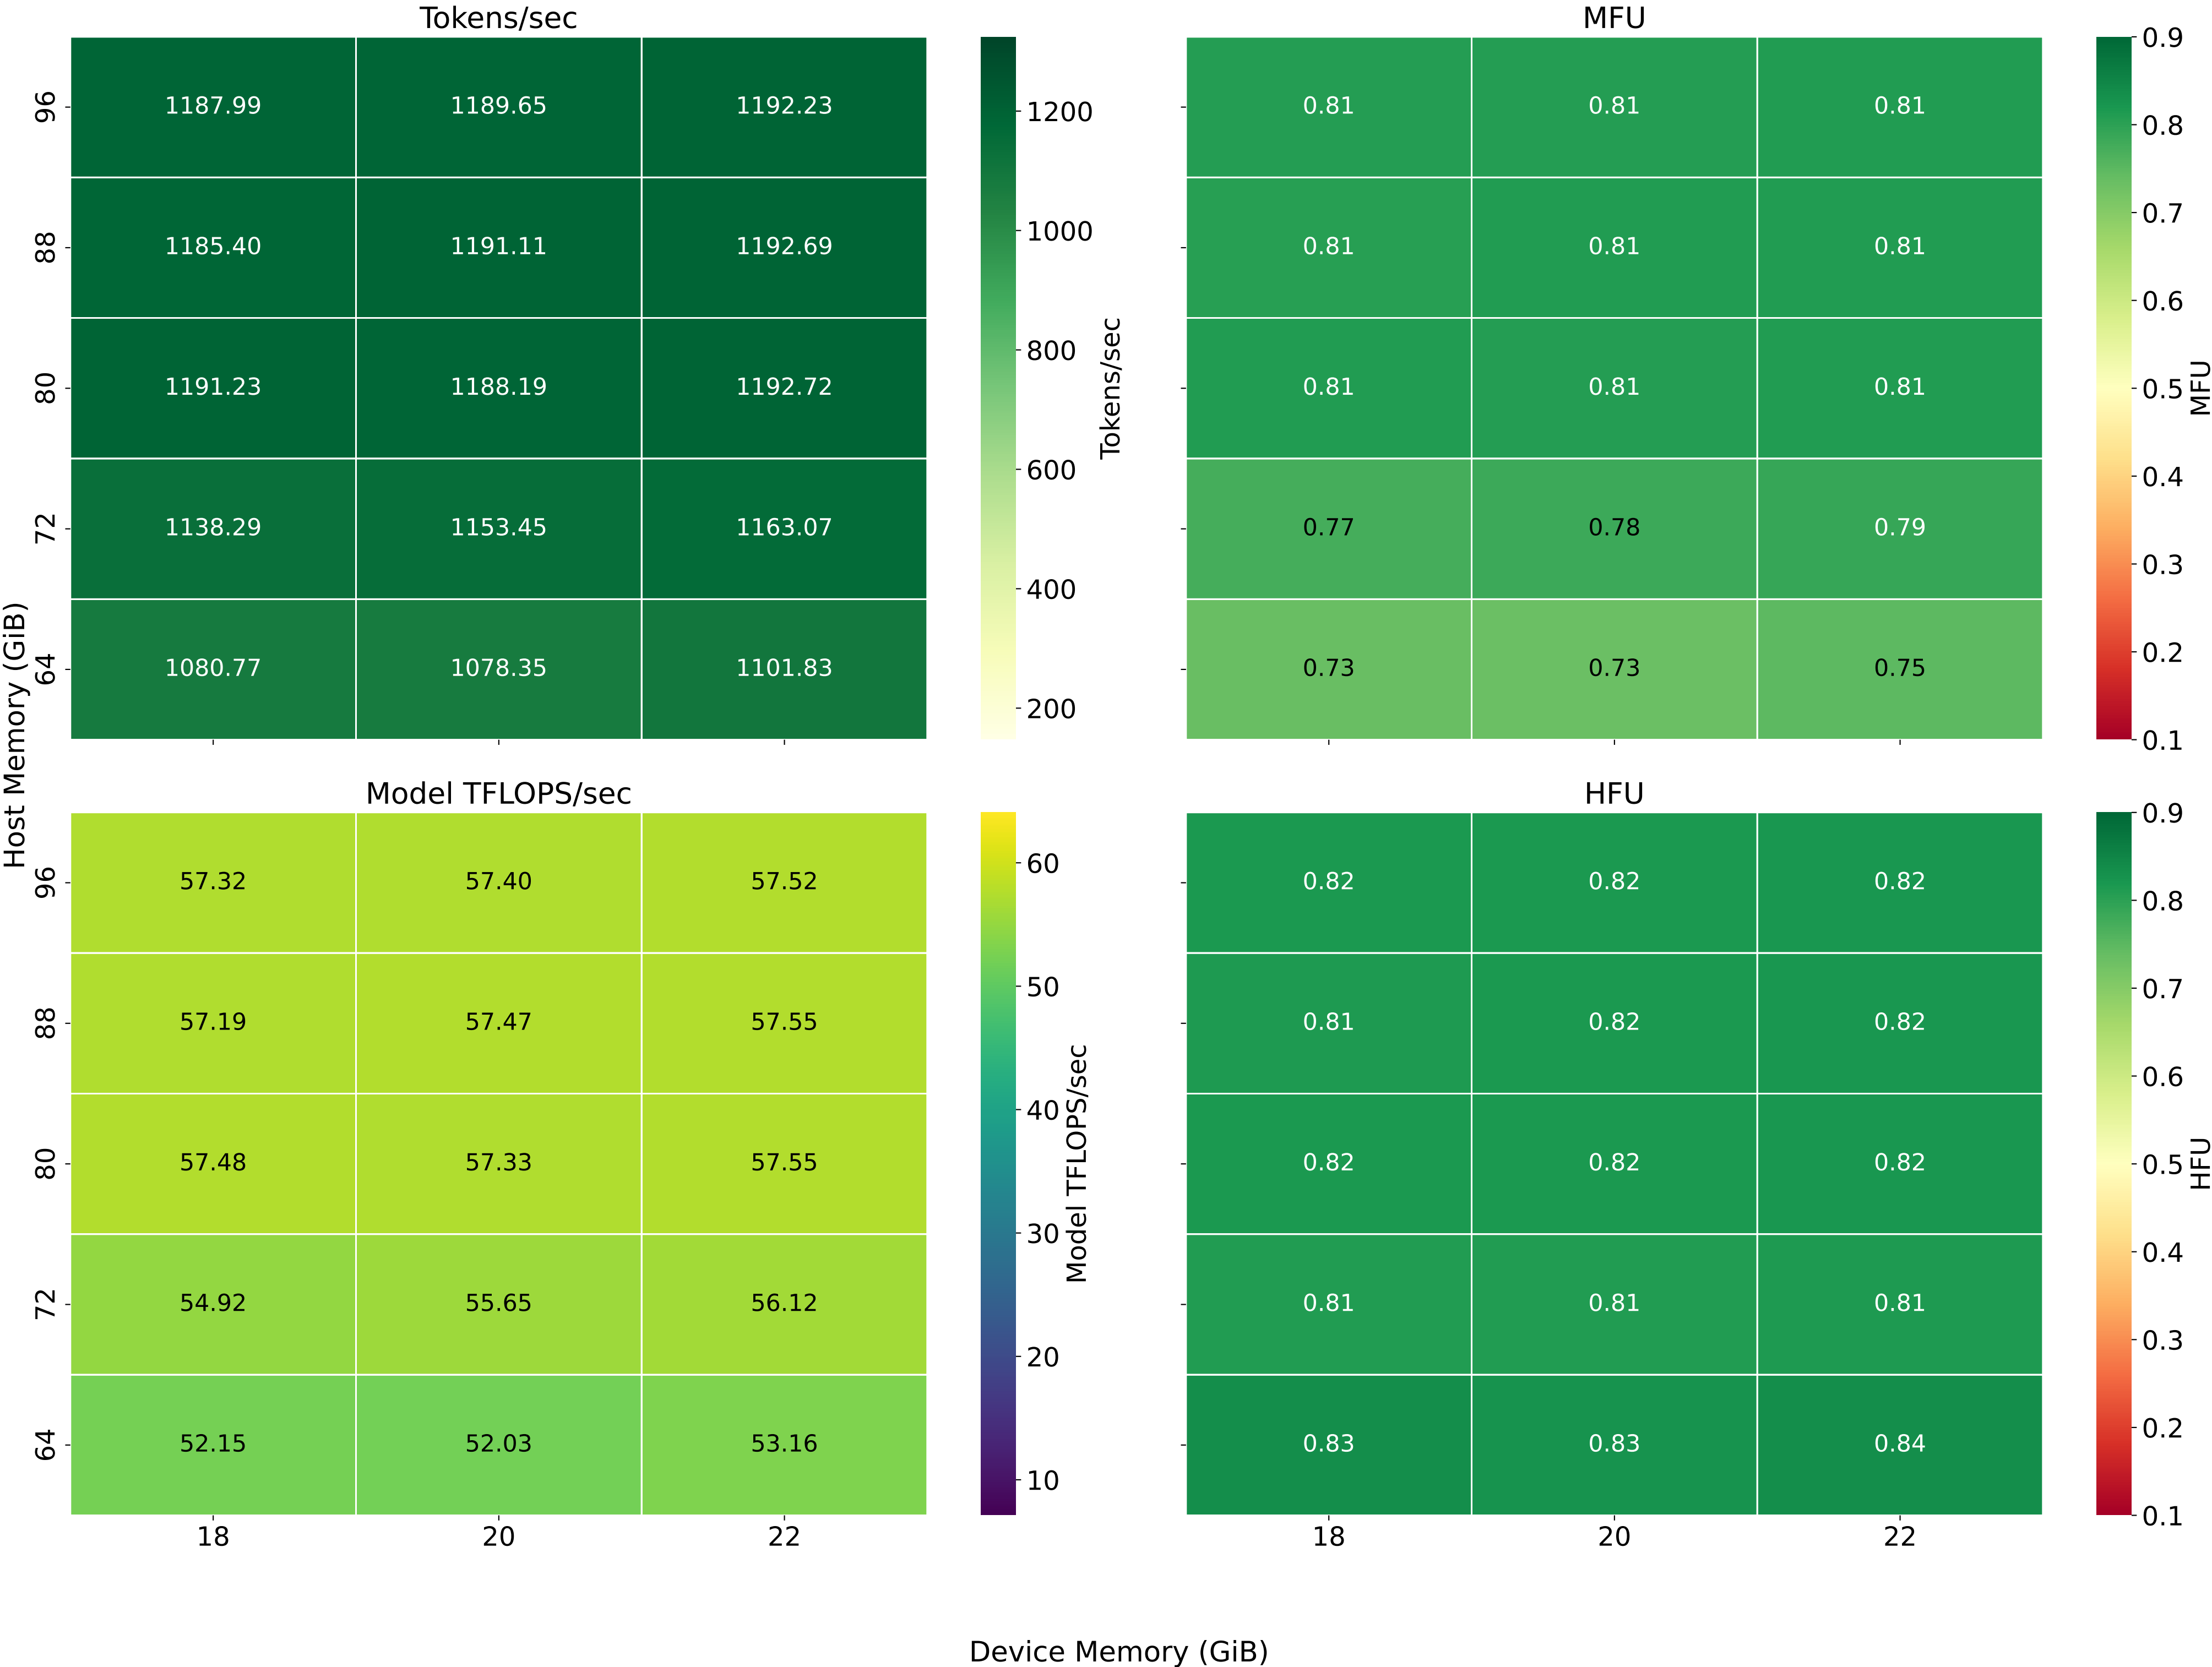 Tokens/sec
96 1187.99 1189.65 1192.23
88 1185.40 1191.11 1192.69
80 1191.23 1188.19 1192.72
72 1138.29 1153.45 1163.07
64 1080.77 1078.35 1101.83
1200
1000
800
600
400
200
Tokens/sec
MFU
0.81 0.81 0.81
0.81 0.81 0.81
0.81 0.81 0.81
0.77 0.78 0.79
0.73 0.73 0.75
0.9
0.8
0.7
0.6
0.5
0.4
0.3
0.2
0.1
MFU
Host Memory (GiB)
Model TFLOPS/sec
96 57.32 57.40 57.52
88 57.19 57.47 57.55
80 57.48 57.33 57.55
72 54.92 55.65 56.12
64 52.15 52.03 53.16
18 20 22
60
50
40
30
20
10
Model TFLOPS/sec
HFU
0.82 0.82 0.82
0.81 0.82 0.82
0.82 0.82 0.82
0.81 0.81 0.81
0.83 0.83 0.84
18 20 22
0.9
0.8
0.7
0.6
0.5
0.4
0.3
0.2
0.1
HFU
Device Memory (GiB)